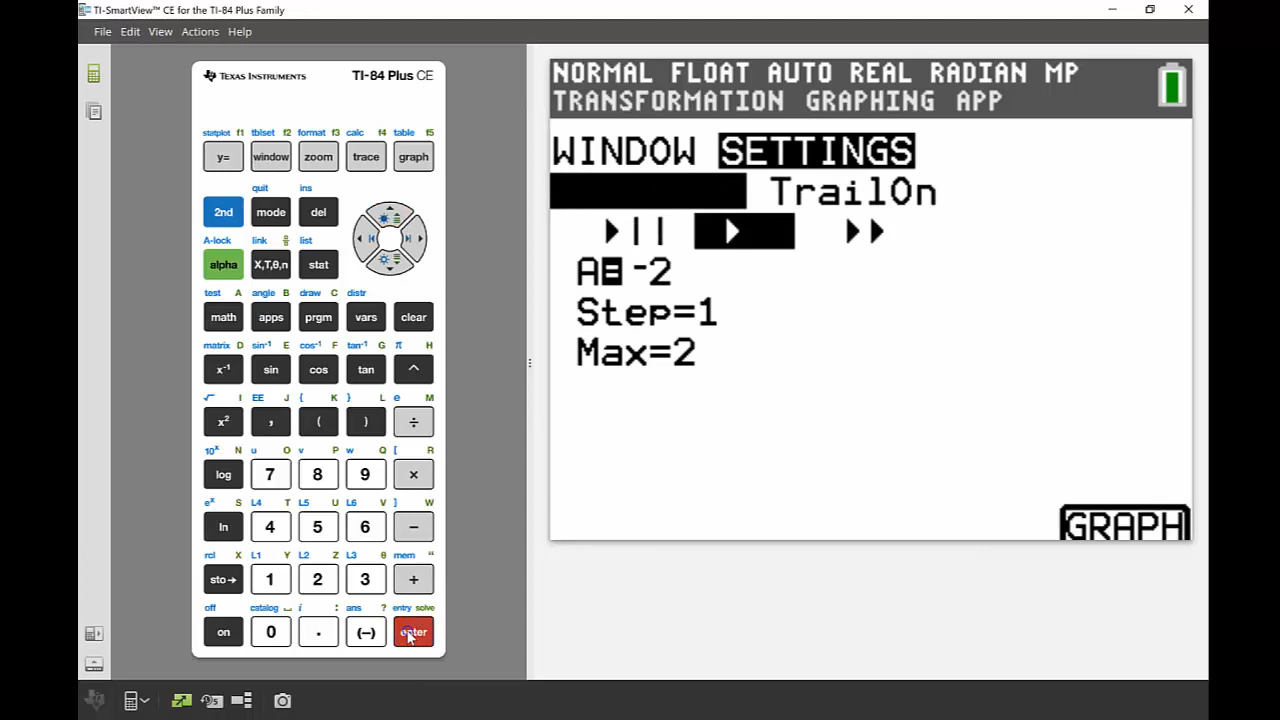 TI-SmartView™ CE for the TI-84 Plus Family
File Edit View Actions Help
TEXAS INSTRUMENTS TI-84 Plus CE
statplot f1 tblset f2 format f3 calc f4 table f5
y= window zoom trace graph
quit ins
2nd mode del
A-lock link list
alpha X,T,θ,n stat
test A angle B draw C distr
math apps prgm vars clear
matrix D sin⁻¹ E cos⁻¹ F tan⁻¹ G π H
x⁻¹ sin cos tan ^
√ I EE J { K } L e M
x² , ( ) ÷
10ˣ N u O v P w Q [ R
log 7 8 9 ×
eˣ S L4 T L5 U L6 V ] W
ln 4 5 6 −
rcl X L1 Y L2 Z L3 θ mem "
sto→ 1 2 3 +
off catalog i : ans ? entry solve
on 0 . (−) enter
NORMAL FLOAT AUTO REAL RADIAN MP
TRANSFORMATION GRAPHING APP
WINDOW SETTINGS
TrailOn
A=-2
Step=1
Max=2
GRAPH